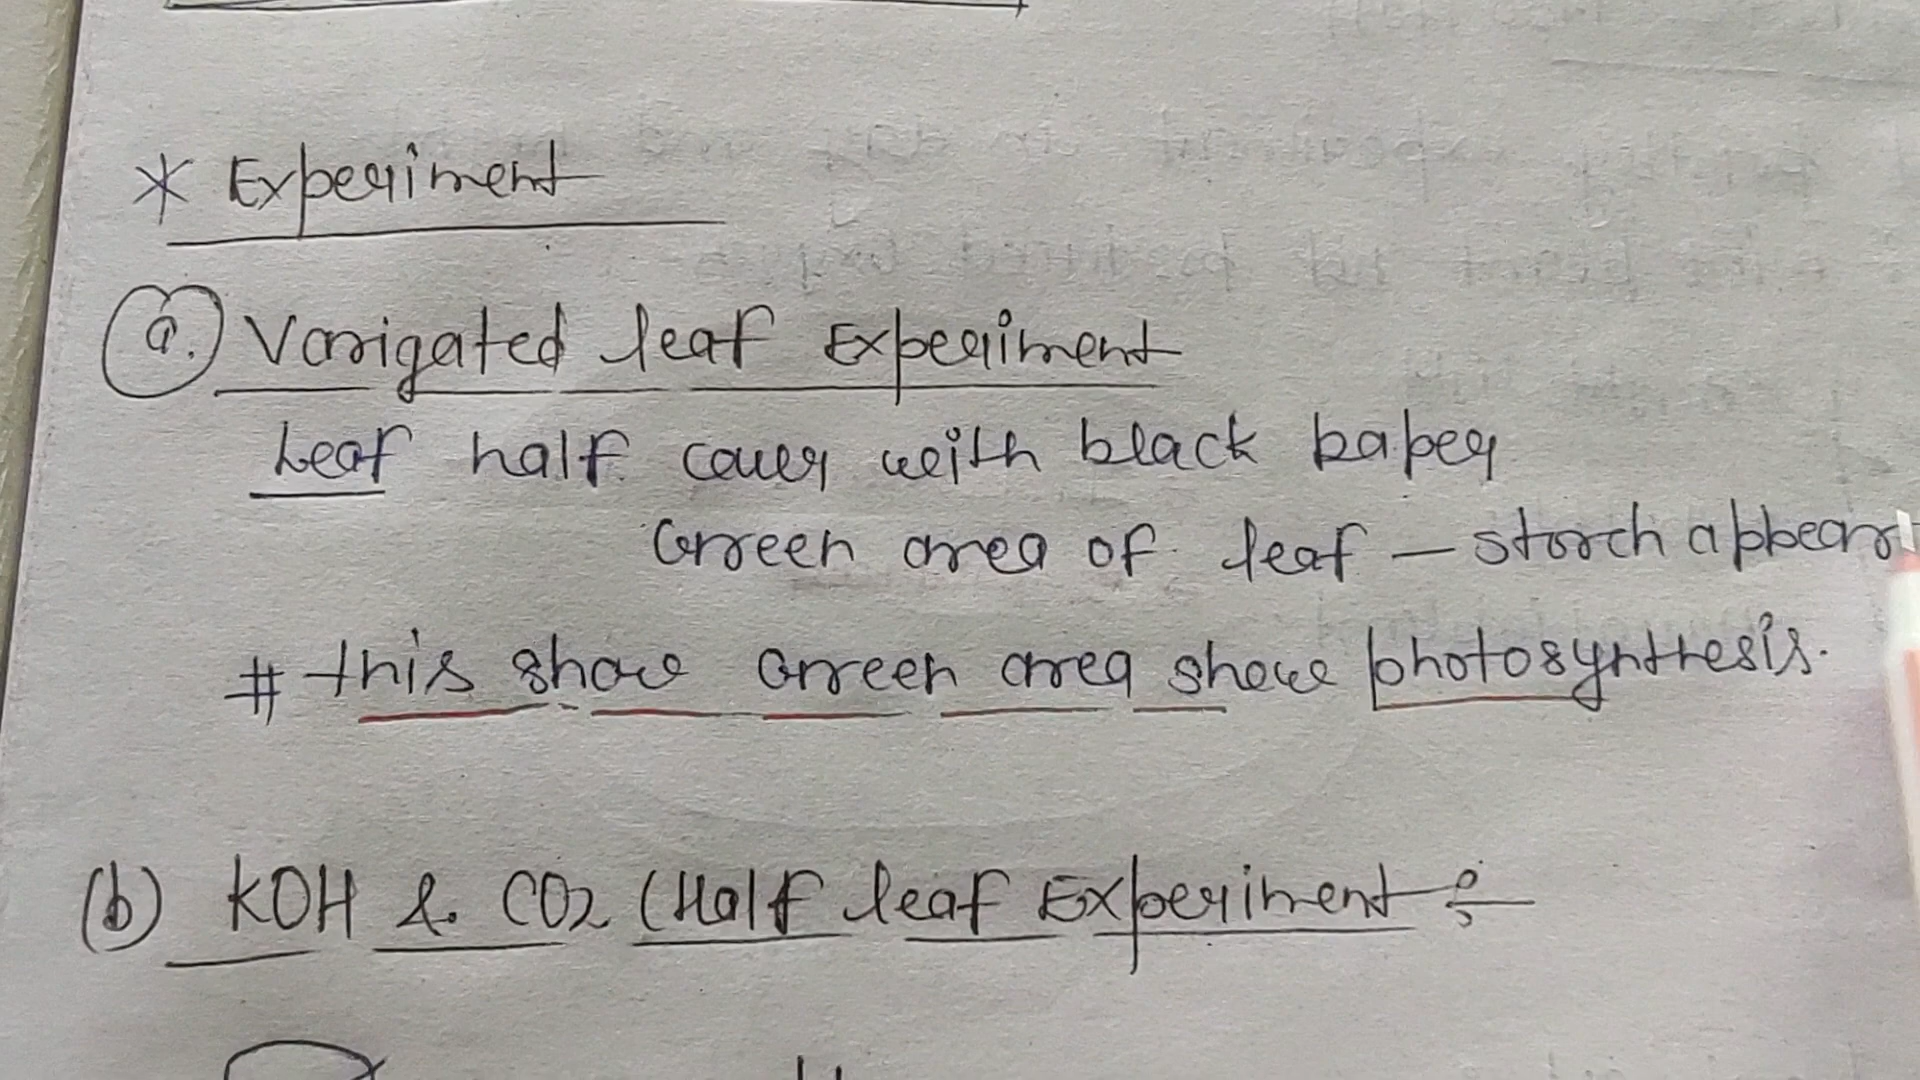 * Experiment
(a.) Varigated leaf Experiment
Leaf half cover with black paper
Green area of leaf — starch appear
# this show Green area show photosynthesis.
(b) KOH & CO2 (Half leaf Experiment :-